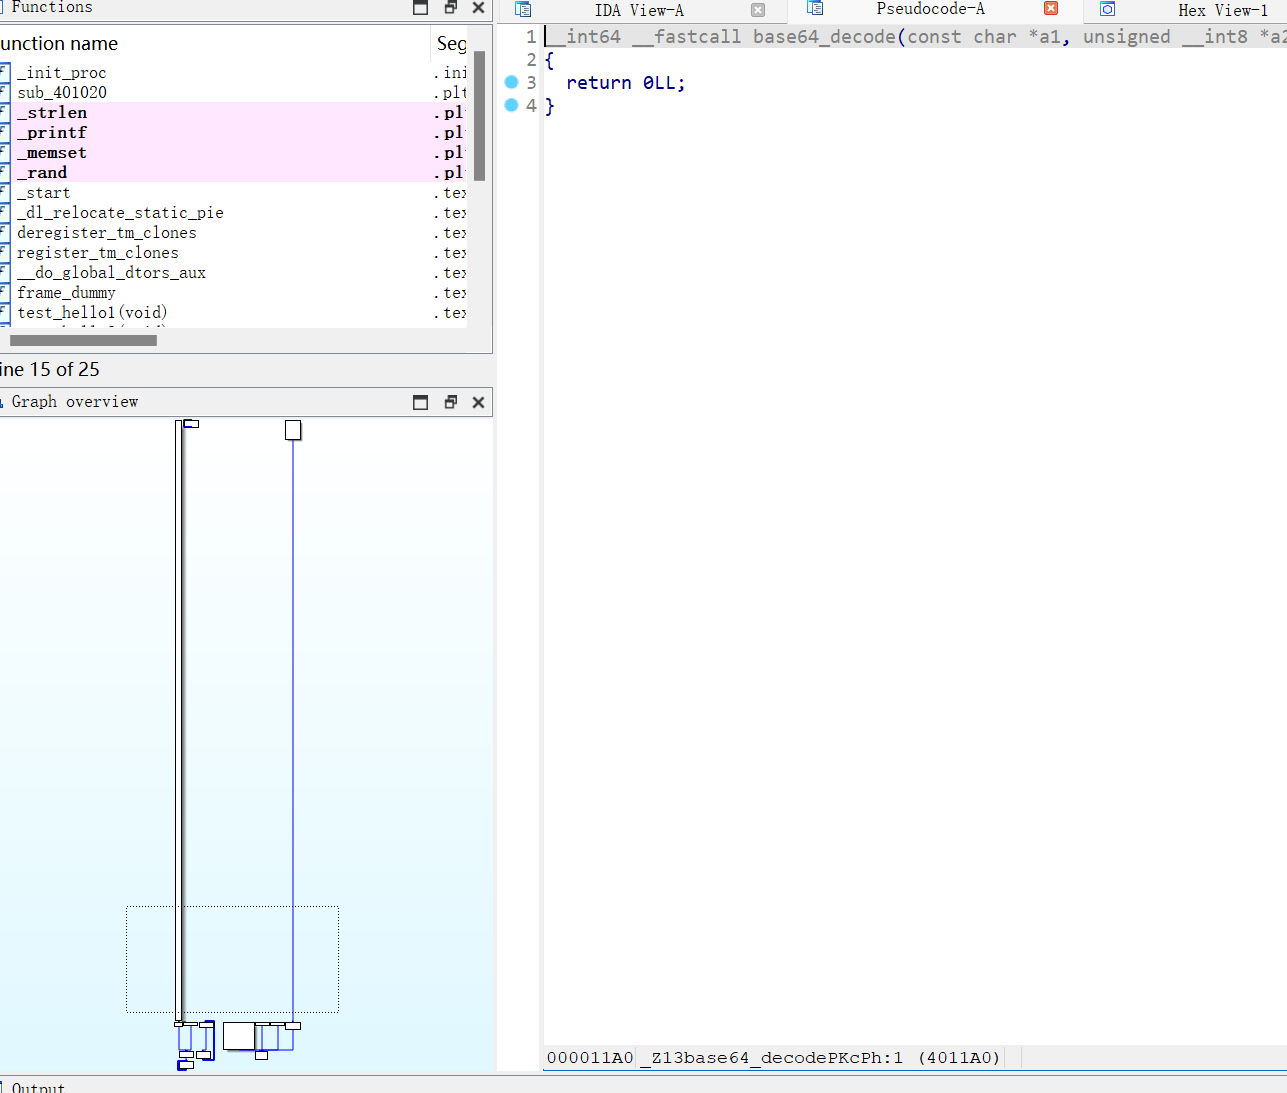 Functions
unction name Seg
_init_proc .ini
sub_401020 .plt
_strlen .pl
_printf .pl
_memset .pl
_rand .pl
_start .tex
_dl_relocate_static_pie .tex
deregister_tm_clones .tex
register_tm_clones .tex
__do_global_dtors_aux .tex
frame_dummy .tex
test_hello1(void) .tex
ine 15 of 25
Graph overview
Output
IDA View-A Pseudocode-A Hex View-1
1 __int64 __fastcall base64_decode(const char *a1, unsigned __int8 *a2
2 {
3 return 0LL;
4 }
000011A0 _Z13base64_decodePKcPh:1 (4011A0)